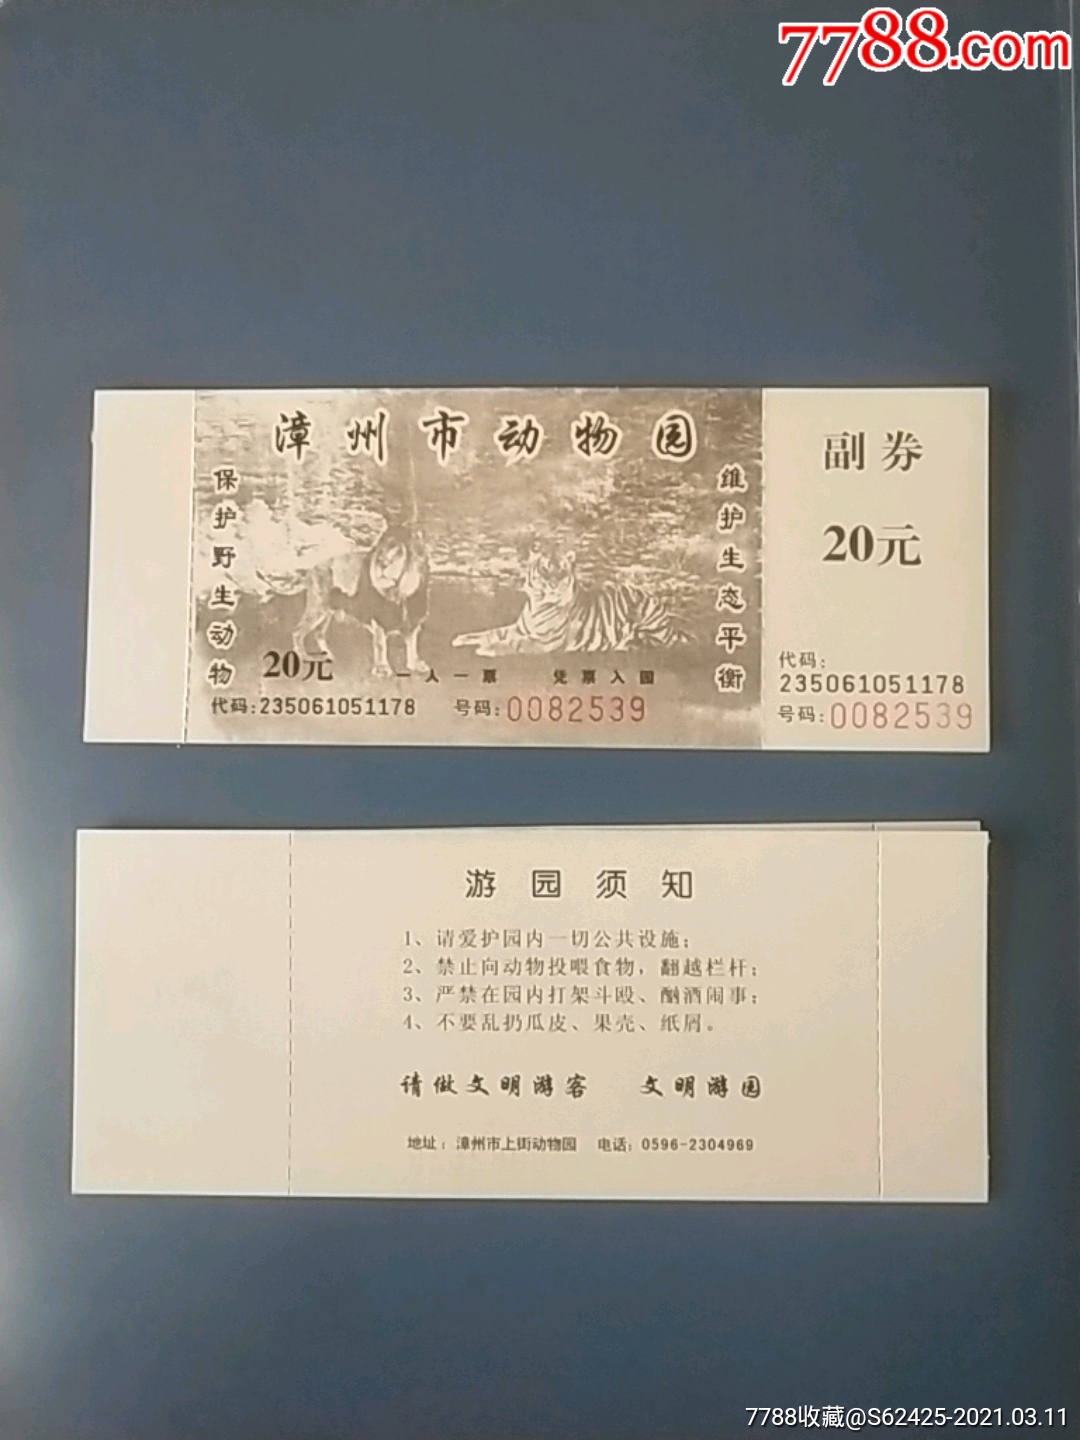 7788.com
漳州市动物园
保护野生动物
维护生态平衡
20元
一人一票 凭票入园
代码:235061051178 号码:0082539
副券
20元
代码:
235061051178
号码:0082539
游园须知
1、请爱护园内一切公共设施;
2、禁止向动物投喂食物，翻越栏杆;
3、严禁在园内打架斗殴、酗酒闹事;
4、不要乱扔瓜皮、果壳、纸屑。
请做文明游客 文明游园
地址：漳州市上街动物园 电话：0596-2304969
7788收藏@S62425-2021.03.11